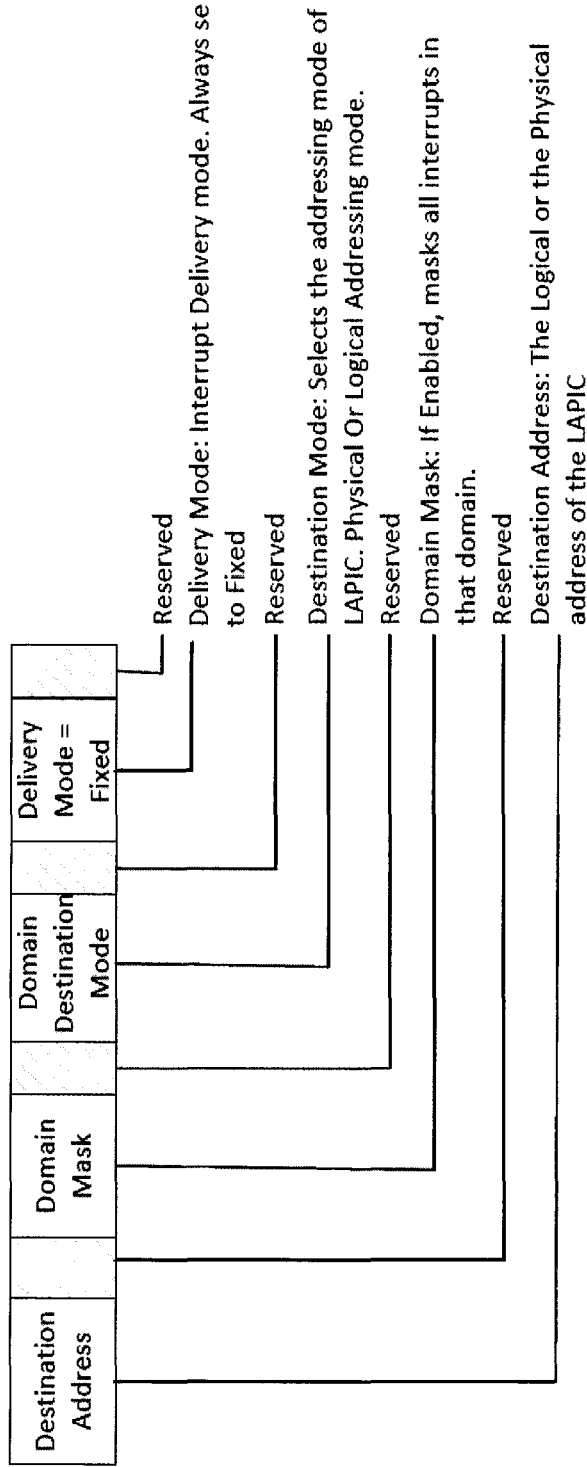 Destination
Address
Domain
Mask
Domain
Destination
Mode
Delivery
Mode =
Fixed
Reserved
Delivery Mode: Interrupt Delivery mode. Always se
to Fixed
Reserved
Destination Mode: Selects the addressing mode of
LAPIC. Physical Or Logical Addressing mode.
Reserved
Domain Mask: If Enabled, masks all interrupts in
that domain.
Reserved
Destination Address: The Logical or the Physical
address of the LAPIC